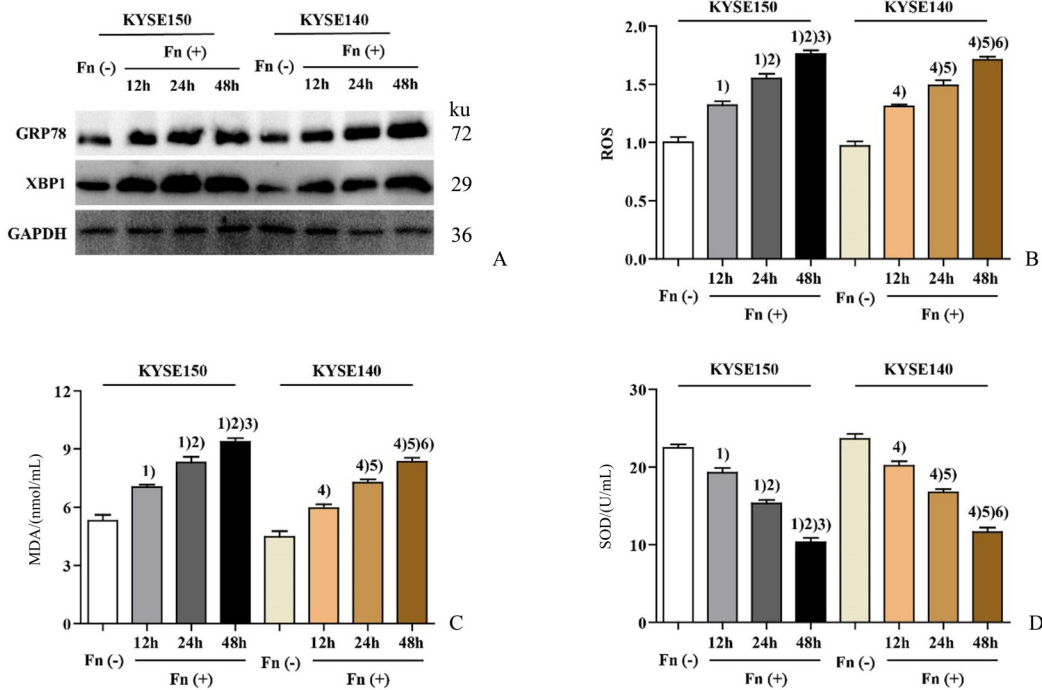 KYSE150 KYSE140
Fn (-) Fn (+) Fn (-) Fn (+)
12h 24h 48h 12h 24h 48h
ku
GRP78 72
XBP1 29
GAPDH 36
A
KYSE150 KYSE140
2.0
1.5
1.0
0.5
0.0
ROS
1) 1)2) 1)2)3) 4) 4)5) 4)5)6)
Fn (-) 12h 24h 48h Fn (-) 12h 24h 48h
Fn (+) Fn (+)
B
KYSE150 KYSE140
12
9
6
3
0
MDA/(nmol/mL)
1) 1)2) 1)2)3) 4) 4)5) 4)5)6)
Fn (-) 12h 24h 48h Fn (-) 12h 24h 48h
Fn (+) Fn (+)
C
KYSE150 KYSE140
30
20
10
0
SOD/(U/mL)
1) 1)2) 1)2)3) 4) 4)5) 4)5)6)
Fn (-) 12h 24h 48h Fn (-) 12h 24h 48h
Fn (+) Fn (+)
D